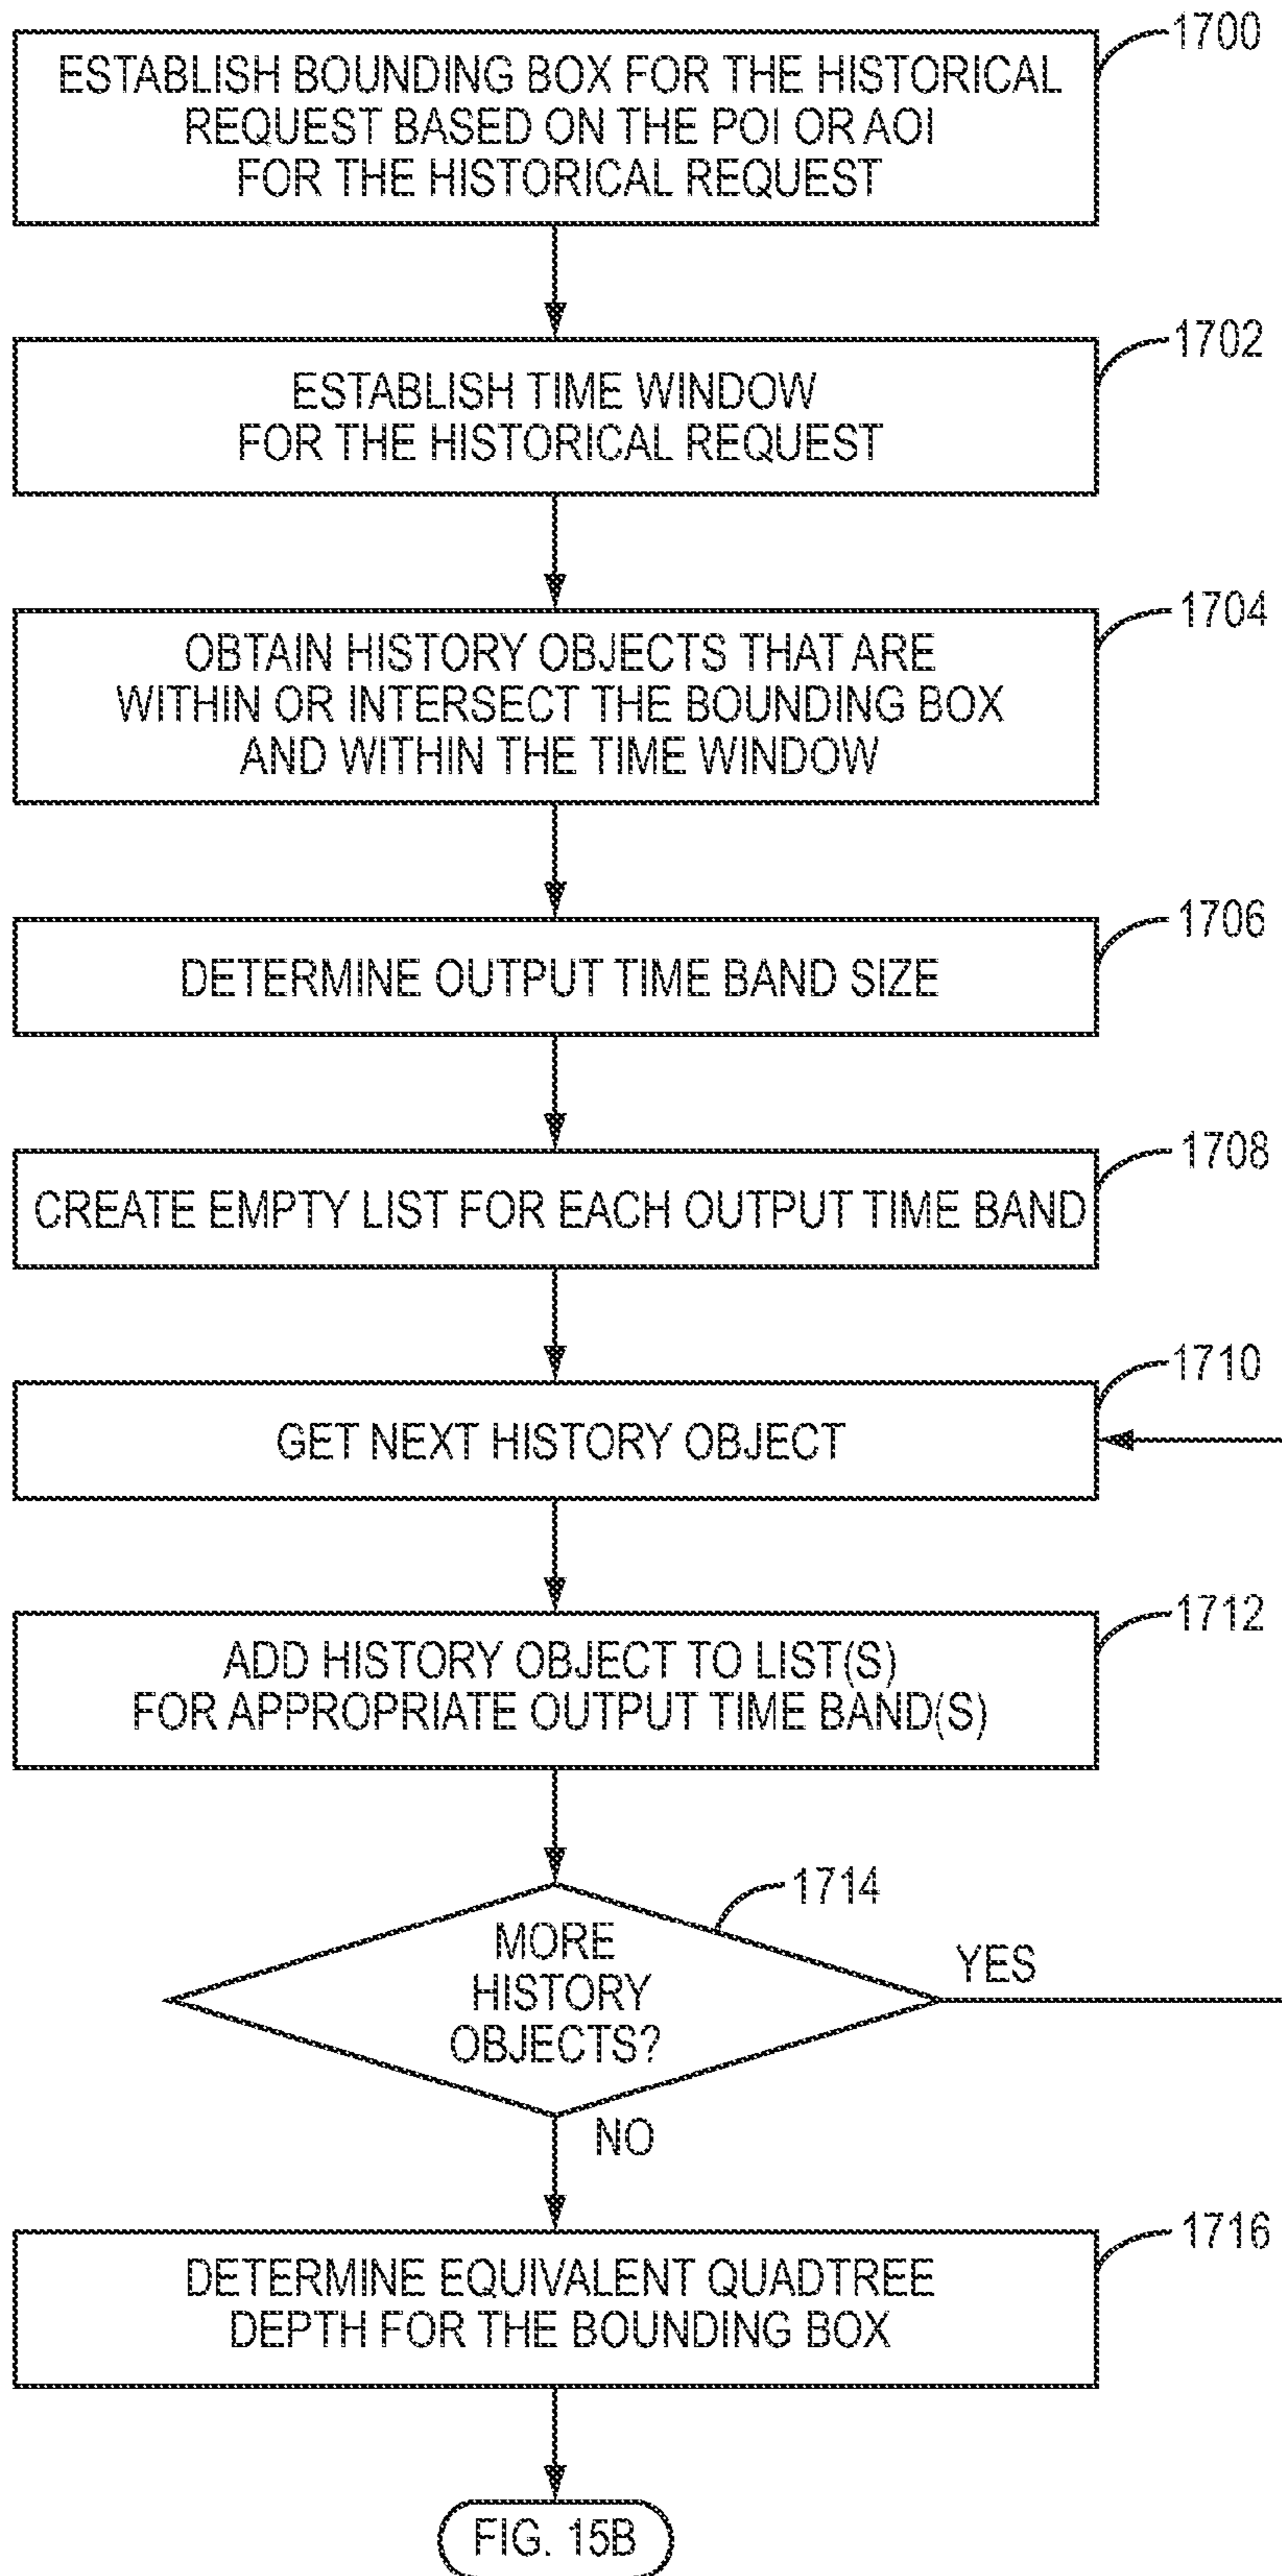 1700
ESTABLISH BOUNDING BOX FOR THE HISTORICAL
REQUEST BASED ON THE POI OR AOI
FOR THE HISTORICAL REQUEST
1702
ESTABLISH TIME WINDOW
FOR THE HISTORICAL REQUEST
1704
OBTAIN HISTORY OBJECTS THAT ARE
WITHIN OR INTERSECT THE BOUNDING BOX
AND WITHIN THE TIME WINDOW
1706
DETERMINE OUTPUT TIME BAND SIZE
1708
CREATE EMPTY LIST FOR EACH OUTPUT TIME BAND
1710
GET NEXT HISTORY OBJECT
1712
ADD HISTORY OBJECT TO LIST(S)
FOR APPROPRIATE OUTPUT TIME BAND(S)
1714
MORE
HISTORY
OBJECTS?
YES
NO
1716
DETERMINE EQUIVALENT QUADTREE
DEPTH FOR THE BOUNDING BOX
FIG. 15B